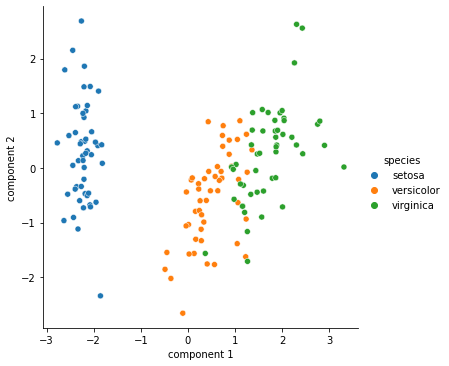 2
1
0
−1
−2
component 2
−3
−2
−1
0
1
2
3
component 1
species
setosa
versicolor
virginica